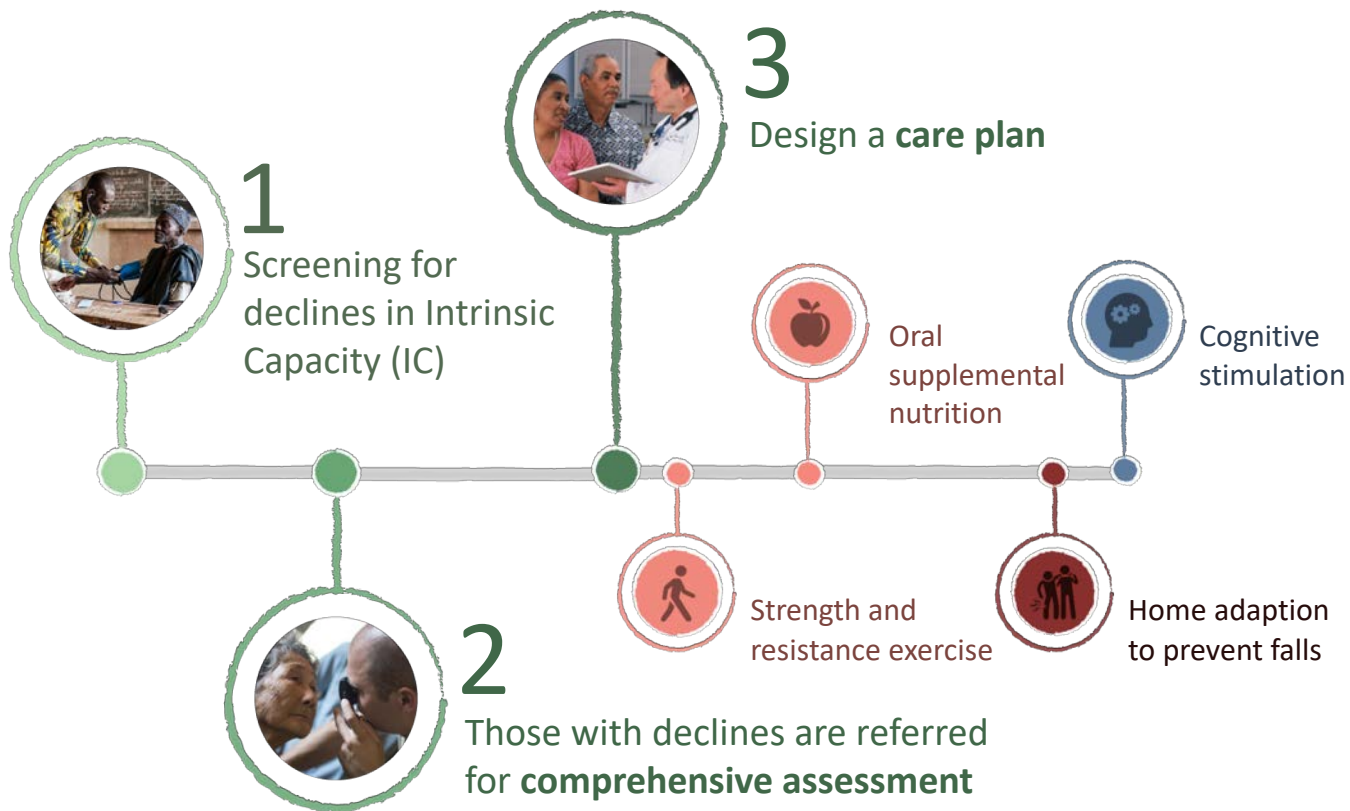 1
Screening for
declines in Intrinsic
Capacity (IC)
2
Those with declines are referred
for comprehensive assessment
3
Design a care plan
Strength and
resistance exercise
Oral
supplemental
nutrition
Home adaption
to prevent falls
Cognitive
stimulation